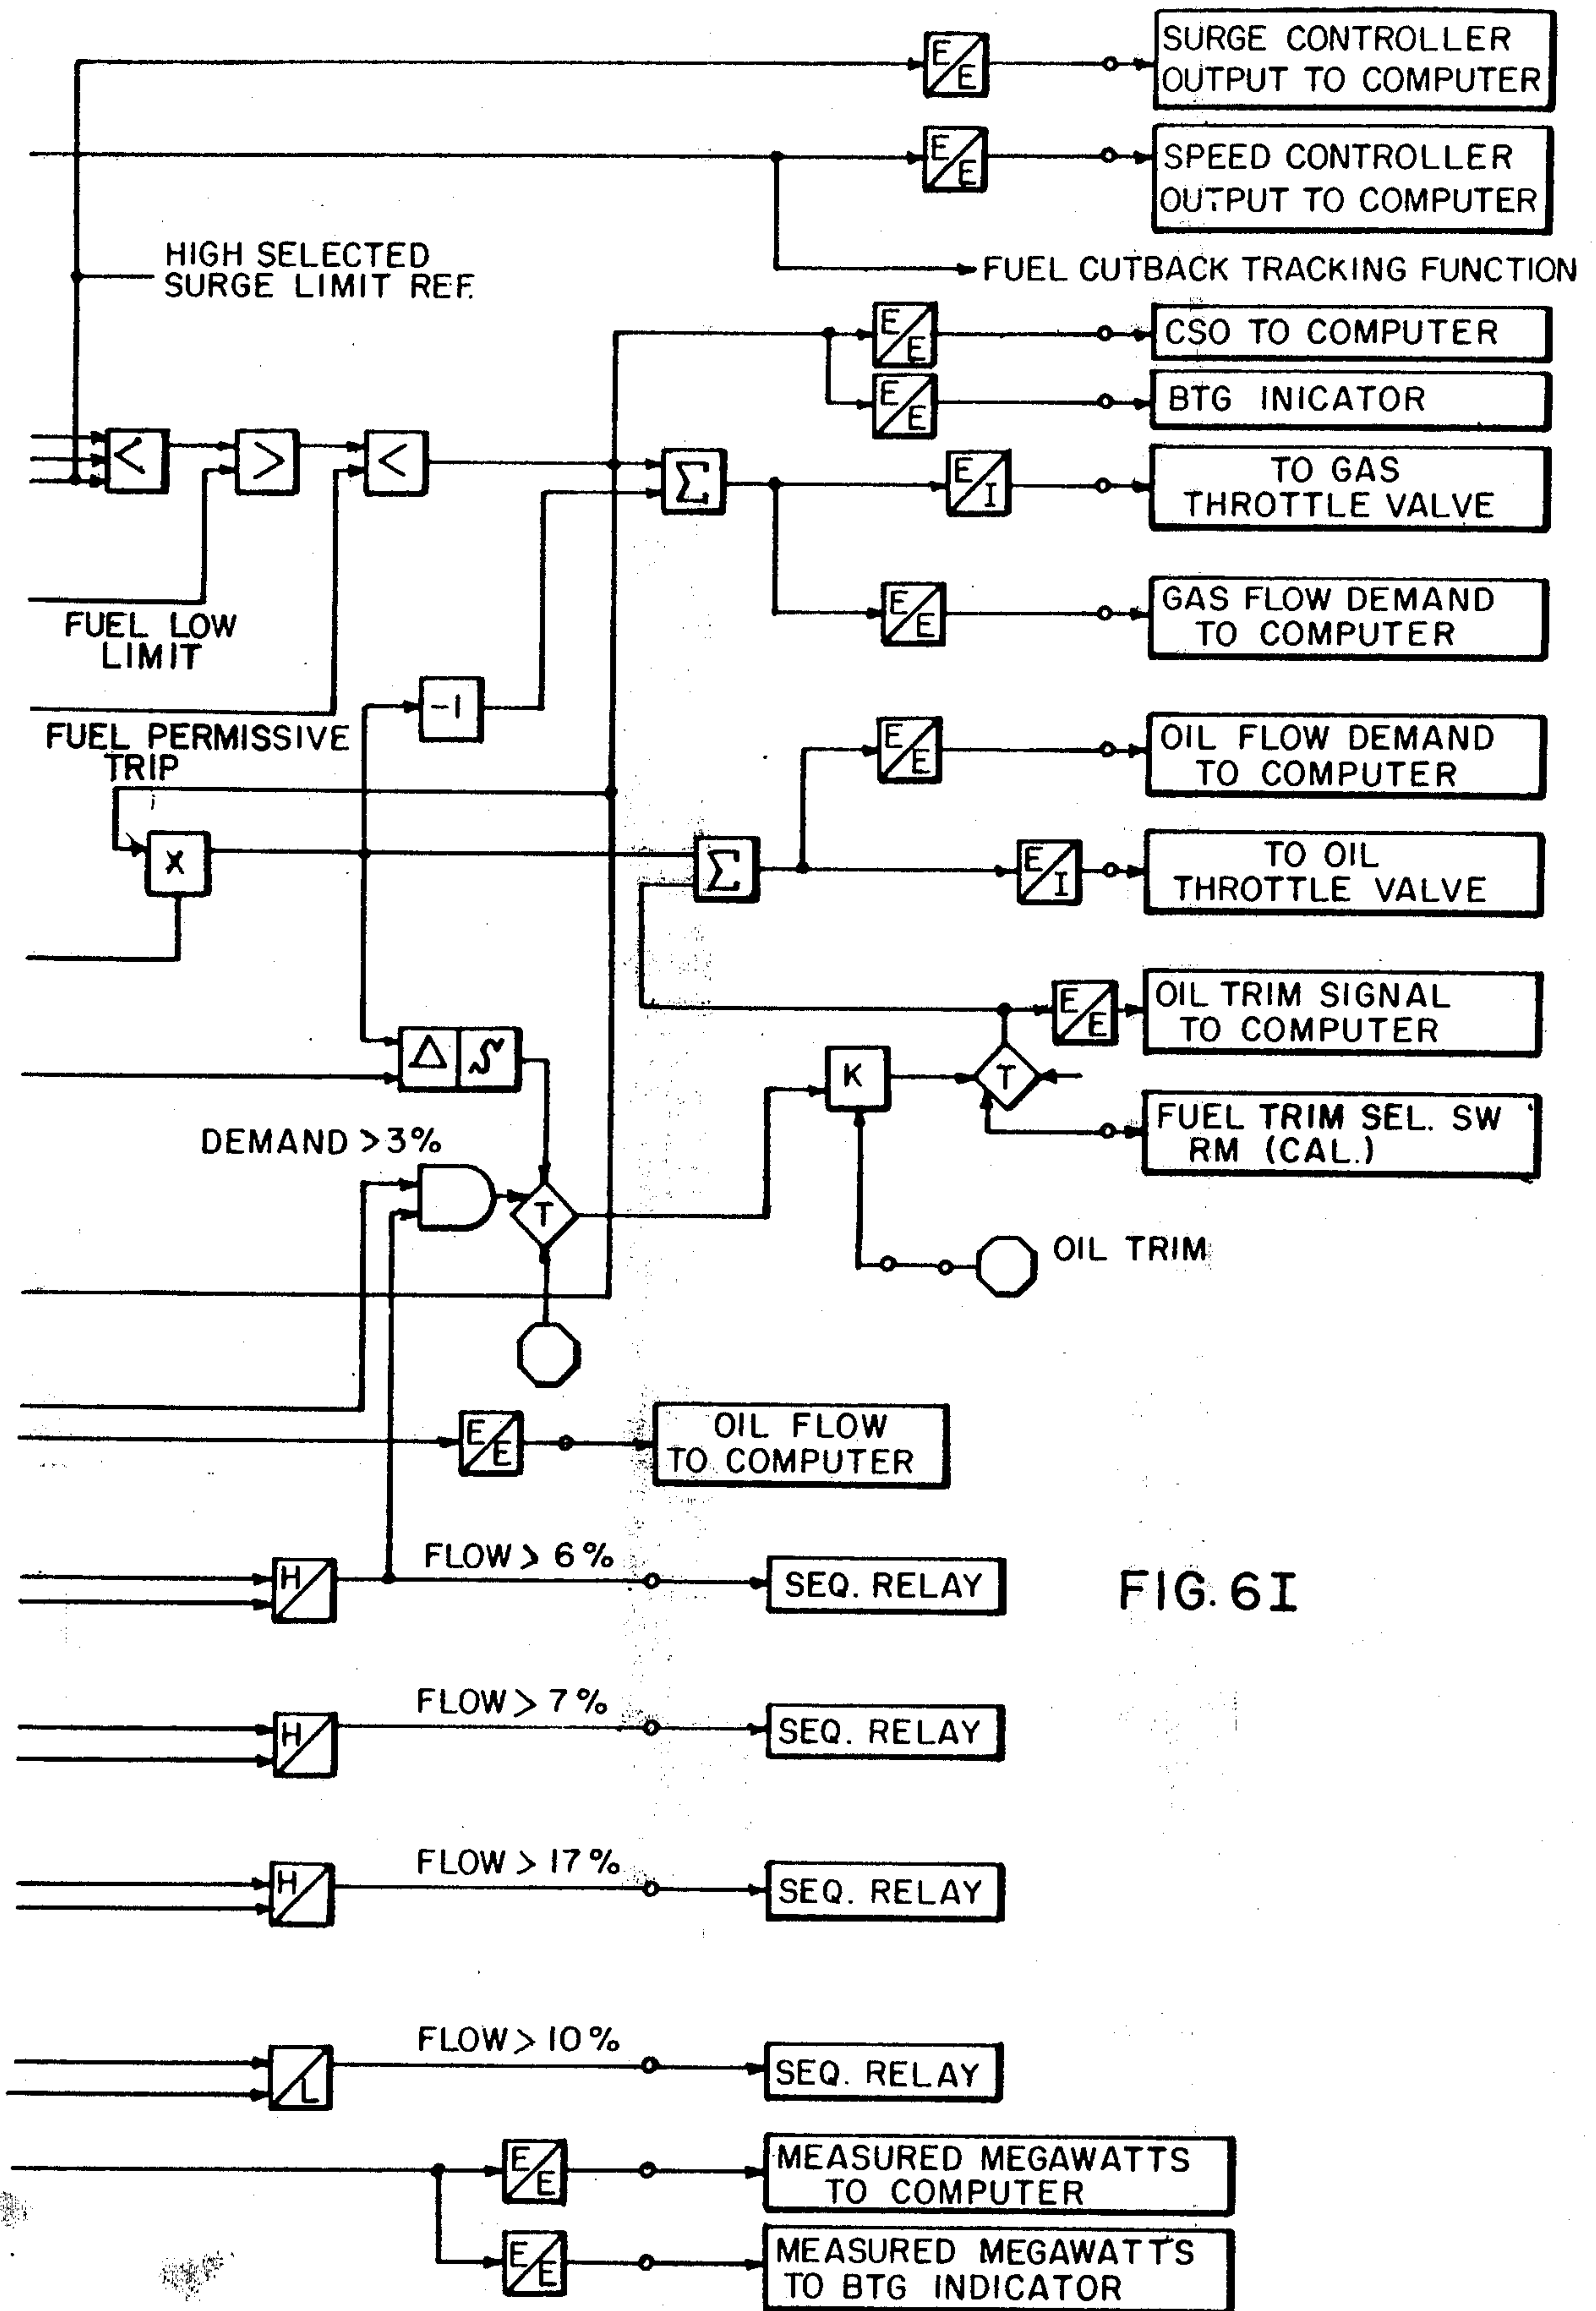 E/E
SURGE CONTROLLER
OUTPUT TO COMPUTER
E/E
SPEED CONTROLLER
OUTPUT TO COMPUTER
HIGH SELECTED
SURGE LIMIT REF.
FUEL CUTBACK TRACKING FUNCTION
E/E
CSO TO COMPUTER
E/E
BTG INICATOR
<
>
<
Σ
E/I
TO GAS
THROTTLE VALVE
FUEL LOW
LIMIT
E/E
GAS FLOW DEMAND
TO COMPUTER
-1
FUEL PERMISSIVE
TRIP
E/E
OIL FLOW DEMAND
TO COMPUTER
X
Σ
E/I
TO OIL
THROTTLE VALVE
E/E
OIL TRIM SIGNAL
TO COMPUTER
Δ ∫
K
T
FUEL TRIM SEL. SW
RM (CAL.)
DEMAND >3%
T
OIL TRIM
E/E
OIL FLOW
TO COMPUTER
H/
FLOW > 6%
SEQ. RELAY
FIG. 6I
H/
FLOW > 7%
SEQ. RELAY
H/
FLOW > 17%
SEQ. RELAY
/L
FLOW > 10%
SEQ. RELAY
E/E
MEASURED MEGAWATTS
TO COMPUTER
E/E
MEASURED MEGAWATTS
TO BTG INDICATOR